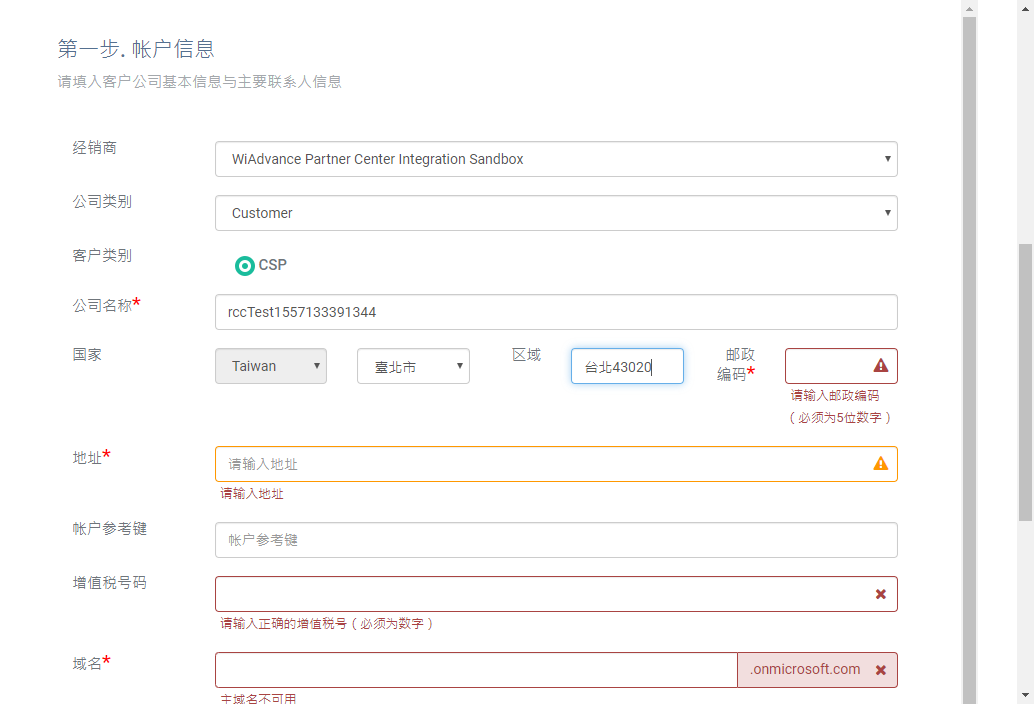 第一步. 帐户信息
请填入客户公司基本信息与主要联系人信息
经销商
WiAdvance Partner Center Integration Sandbox
公司类别
Customer
客户类别
CSP
公司名称*
rccTest1557133391344
国家
Taiwan
臺北市
区域
台北43020
邮政
编码*
请输入邮政编码
（必须为5位数字）
地址*
请输入地址
请输入地址
帐户参考键
帐户参考键
增值税号码
请输入正确的增值税号（必须为数字）
域名*
.onmicrosoft.com
主域名不可用